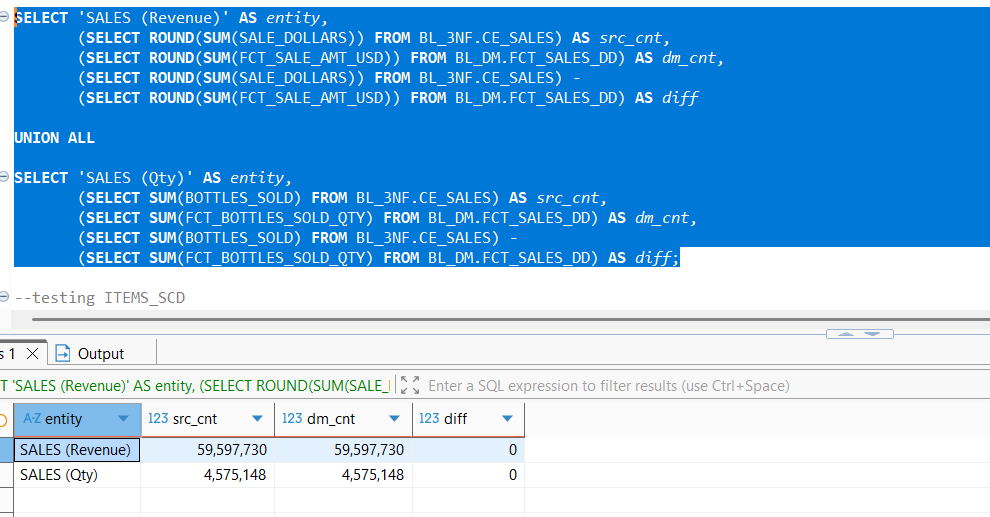 SELECT 'SALES (Revenue)' AS entity,
(SELECT ROUND(SUM(SALE_DOLLARS)) FROM BL_3NF.CE_SALES) AS src_cnt,
(SELECT ROUND(SUM(FCT_SALE_AMT_USD)) FROM BL_DM.FCT_SALES_DD) AS dm_cnt,
(SELECT ROUND(SUM(SALE_DOLLARS)) FROM BL_3NF.CE_SALES) -
(SELECT ROUND(SUM(FCT_SALE_AMT_USD)) FROM BL_DM.FCT_SALES_DD) AS diff
UNION ALL
SELECT 'SALES (Qty)' AS entity,
(SELECT SUM(BOTTLES_SOLD) FROM BL_3NF.CE_SALES) AS src_cnt,
(SELECT SUM(FCT_BOTTLES_SOLD_QTY) FROM BL_DM.FCT_SALES_DD) AS dm_cnt,
(SELECT SUM(BOTTLES_SOLD) FROM BL_3NF.CE_SALES) -
(SELECT SUM(FCT_BOTTLES_SOLD_QTY) FROM BL_DM.FCT_SALES_DD) AS diff;
--testing ITEMS_SCD
s 1 Output
T 'SALES (Revenue)' AS entity, (SELECT ROUND(SUM(SALE_ Enter a SQL expression to filter results (use Ctrl+Space)
A-Z entity 123 src_cnt 123 dm_cnt 123 diff
SALES (Revenue) 59,597,730 59,597,730 0
SALES (Qty) 4,575,148 4,575,148 0